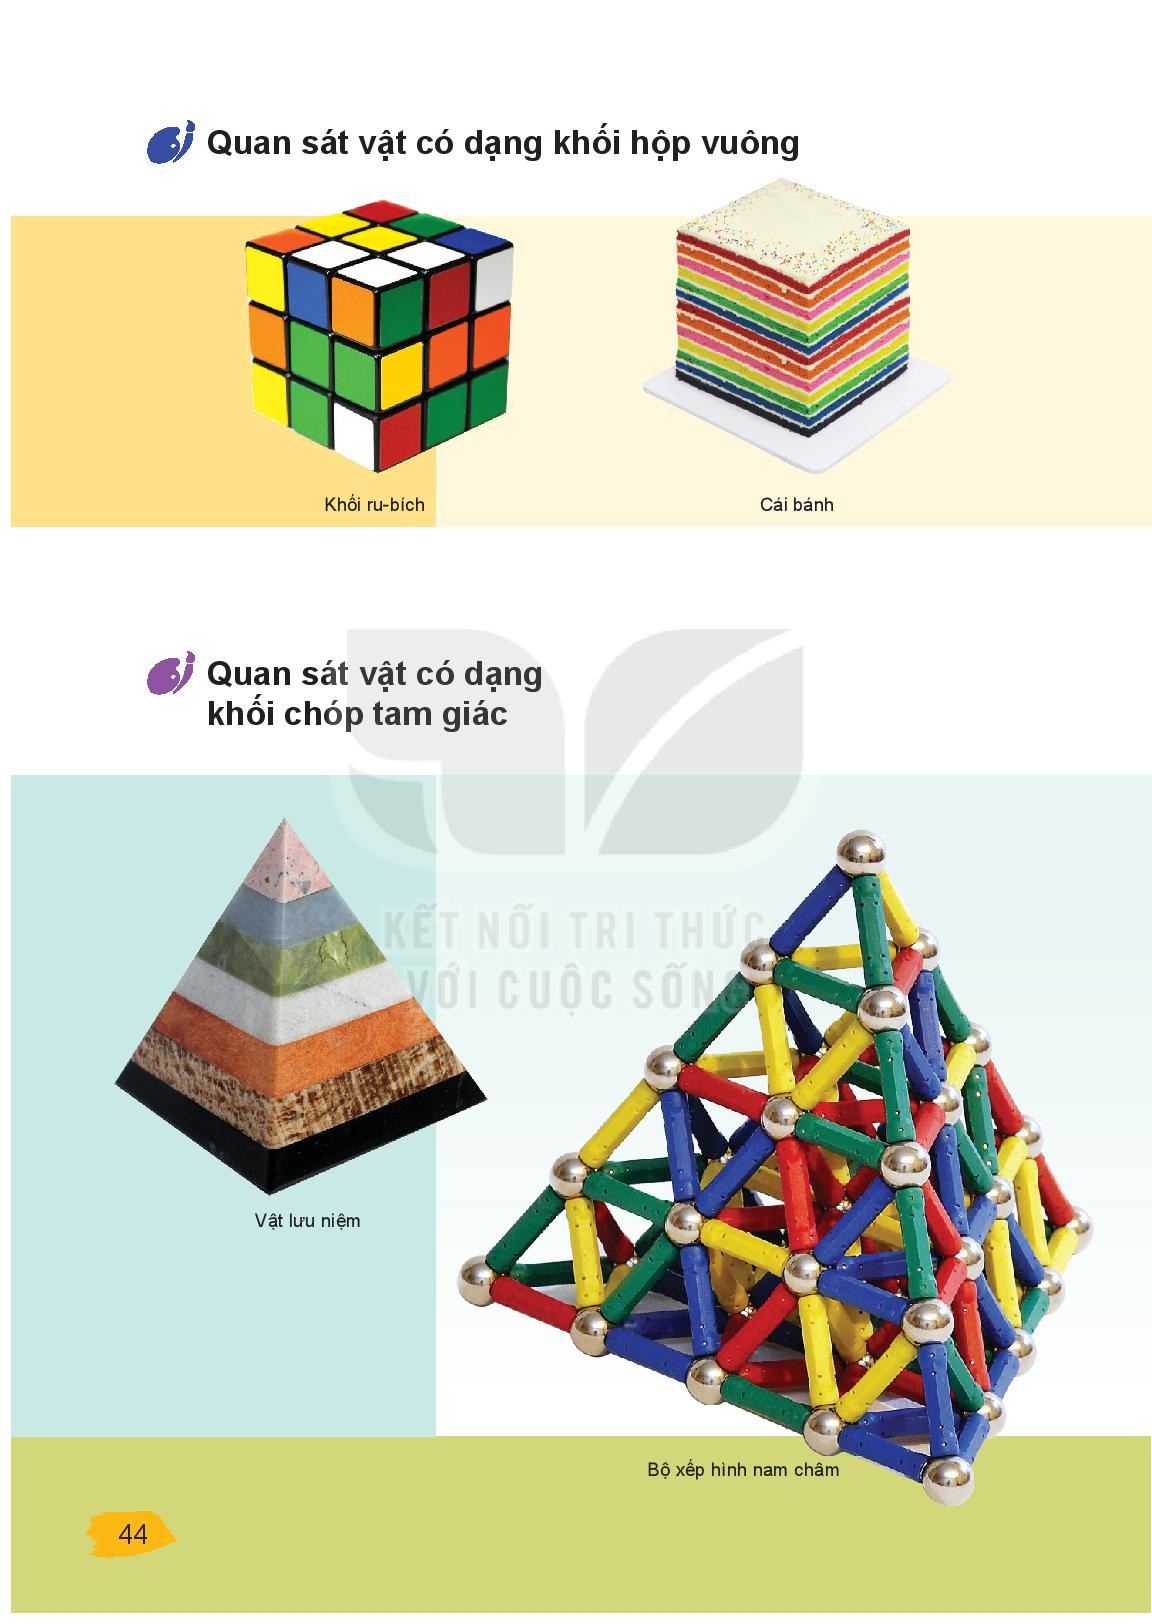 Quan sát vật có dạng khối hộp vuông
Khối ru-bích
Cái bánh
Quan sát vật có dạng
khối chóp tam giác
KẾT NỐI TRI THỨC
VỚI CUỘC SỐNG
Vật lưu niệm
Bộ xếp hình nam châm
44